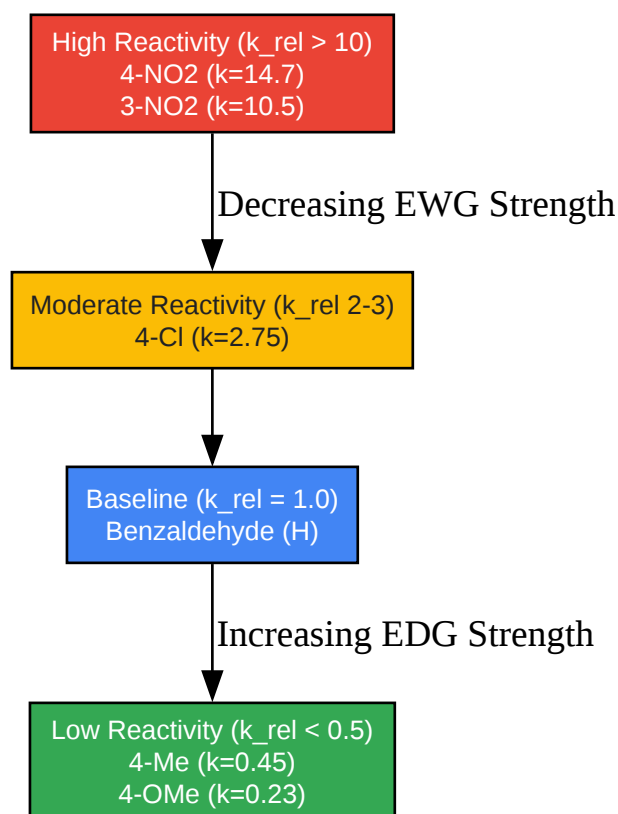 High Reactivity (k_rel > 10)
4-NO2 (k=14.7)
3-NO2 (k=10.5)
Decreasing EWG Strength
Moderate Reactivity (k_rel 2-3)
4-Cl (k=2.75)
Baseline (k_rel = 1.0)
Benzaldehyde (H)
Increasing EDG Strength
Low Reactivity (k_rel < 0.5)
4-Me (k=0.45)
4-OMe (k=0.23)